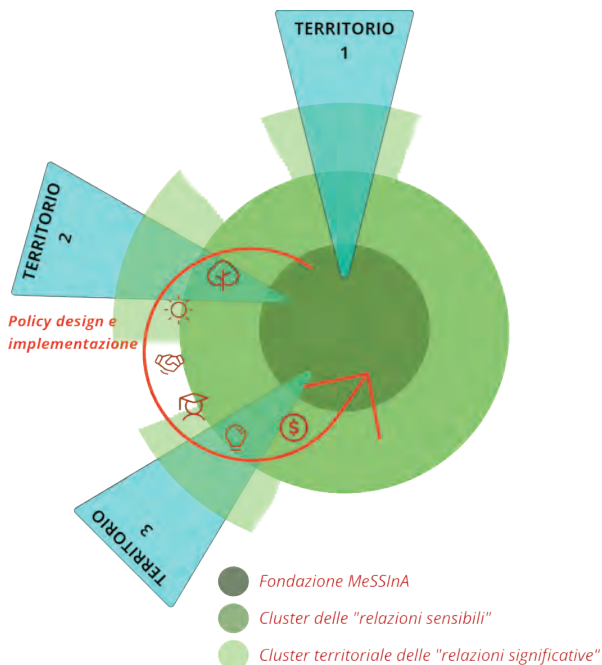 TERRITORIO
1
TERRITORIO
2
Policy design e
implementazione
$
TERRITORIO
3
Fondazione MeSSInA
Cluster delle "relazioni sensibili"
Cluster territoriale delle "relazioni significative"